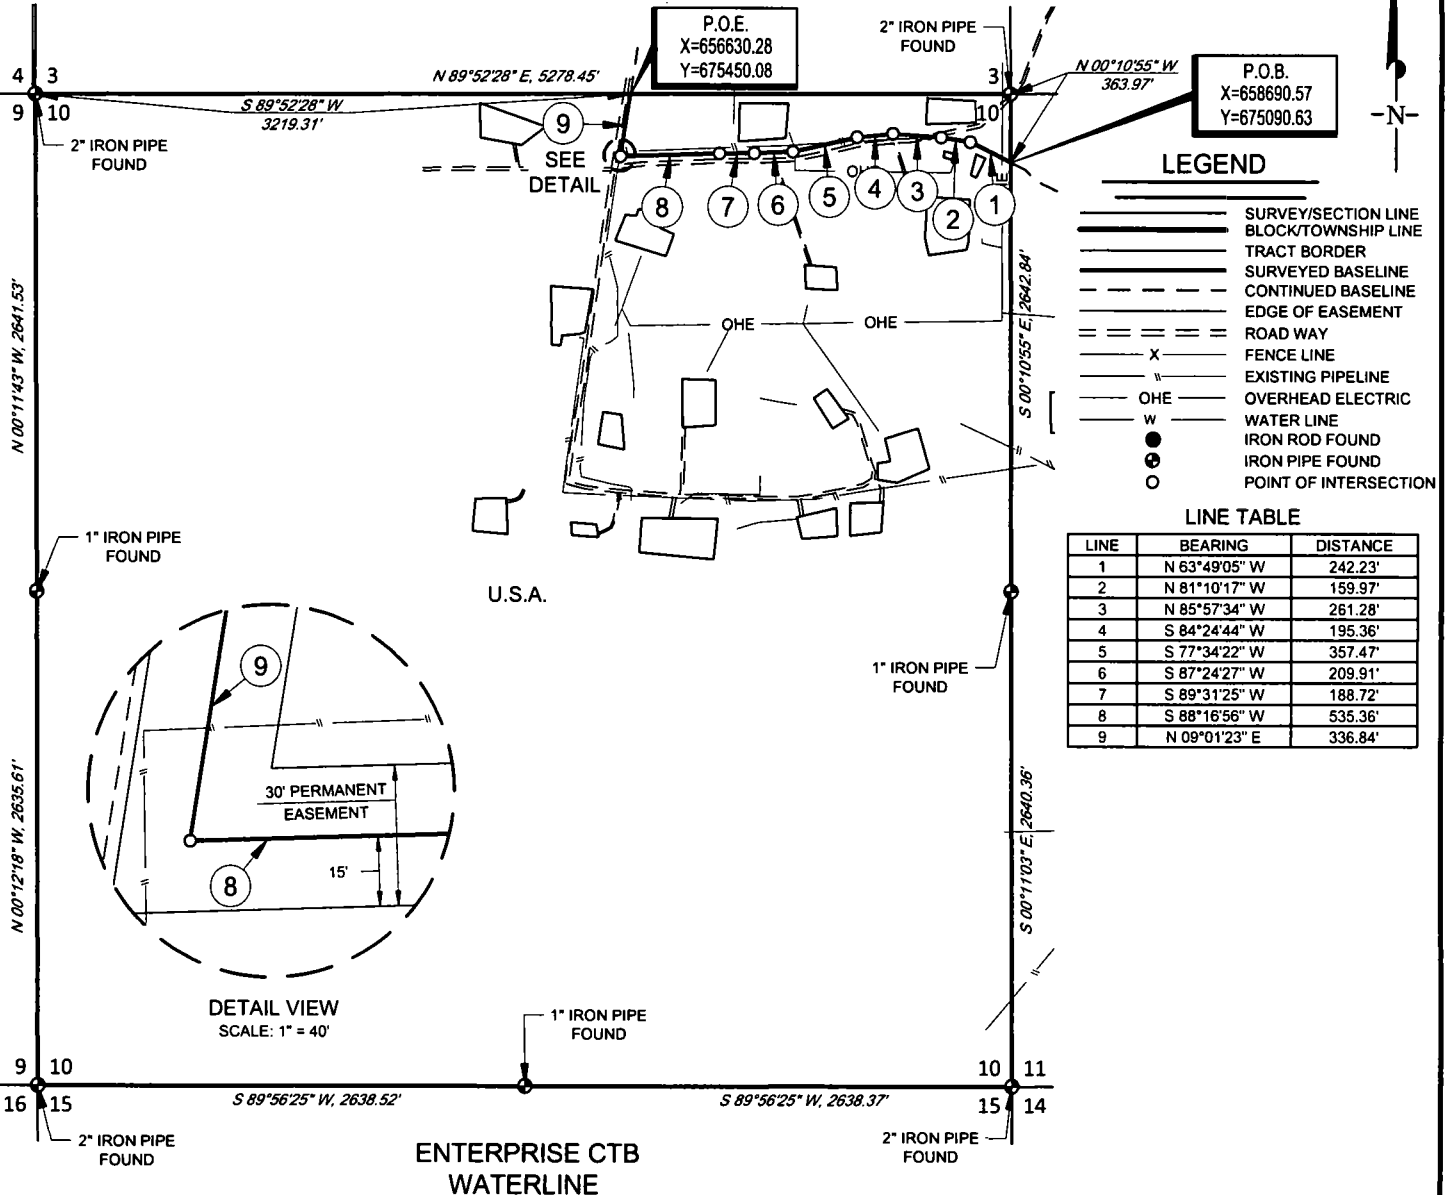 P.O.E.
X=656630.28
Y=675450.08
2" IRON PIPE
FOUND
N 00°10'55" W
363.97'
P.O.B.
X=658690.57
Y=675090.63
-N-
4 3
9 10
N 89°52'28" E, 5278.45'
S 89°52'28" W
3219.31'
3
10
2" IRON PIPE
FOUND
9
SEE
DETAIL
8
7
6
5
4
3
2
1
OHE
OHE
N 00°11'43" W, 2641.53'
S 00°10'55" E, 2642.84'
LEGEND
SURVEY/SECTION LINE
BLOCK/TOWNSHIP LINE
TRACT BORDER
SURVEYED BASELINE
CONTINUED BASELINE
EDGE OF EASEMENT
ROAD WAY
X FENCE LINE
EXISTING PIPELINE
OHE OVERHEAD ELECTRIC
W WATER LINE
IRON ROD FOUND
IRON PIPE FOUND
POINT OF INTERSECTION
LINE TABLE
LINE BEARING DISTANCE
1 N 63°49'05" W 242.23'
2 N 81°10'17" W 159.97'
3 N 85°57'34" W 261.28'
4 S 84°24'44" W 195.36'
5 S 77°34'22" W 357.47'
6 S 87°24'27" W 209.91'
7 S 89°31'25" W 188.72'
8 S 88°16'56" W 535.36'
9 N 09°01'23" E 336.84'
1" IRON PIPE
FOUND
U.S.A.
1" IRON PIPE
FOUND
N 00°12'18" W, 2635.61'
S 00°11'03" E, 2640.36'
9
30' PERMANENT
EASEMENT
15'
8
DETAIL VIEW
SCALE: 1" = 40'
1" IRON PIPE
FOUND
9 10
16 15
S 89°56'25" W, 2638.52'
S 89°56'25" W, 2638.37'
10 11
15 14
2" IRON PIPE
FOUND
2" IRON PIPE
FOUND
ENTERPRISE CTB
WATERLINE